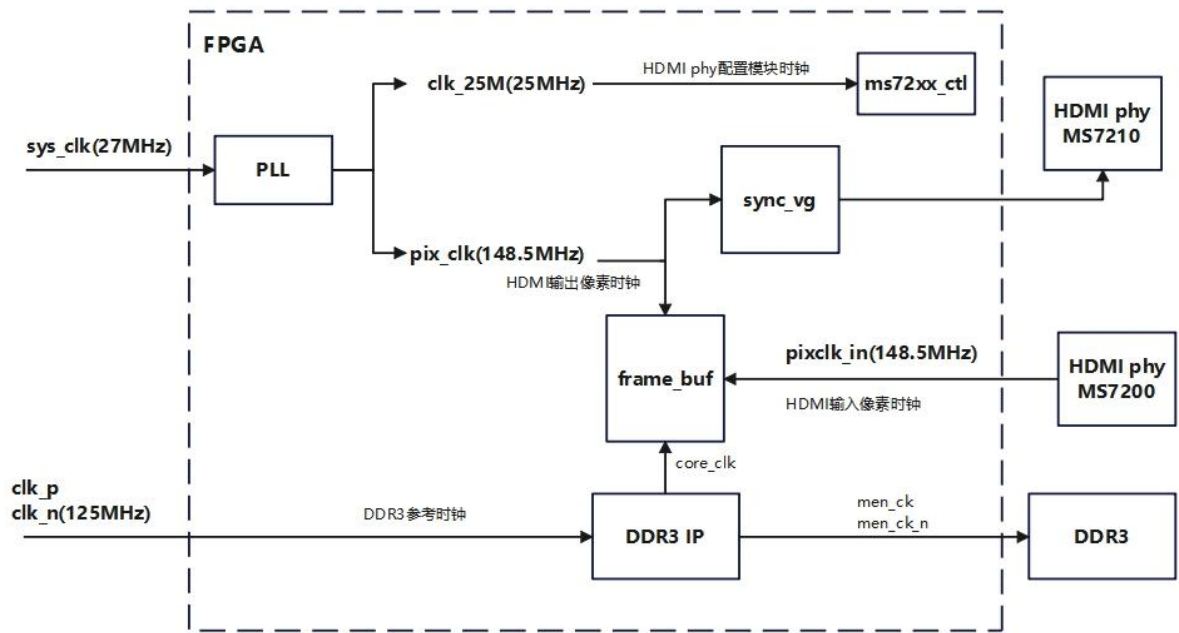 FPGA
clk_25M(25MHz)
HDMI phy配置模块时钟
ms72xx_ctl
HDMI phy
MS7210
sys_clk(27MHz)
PLL
sync_vg
pix_clk(148.5MHz)
HDMI输出像素时钟
frame_buf
pixclk_in(148.5MHz)
HDMI输入像素时钟
HDMI phy
MS7200
core_clk
clk_p
clk_n(125MHz)
DDR3参考时钟
DDR3 IP
men_ck
men_ck_n
DDR3